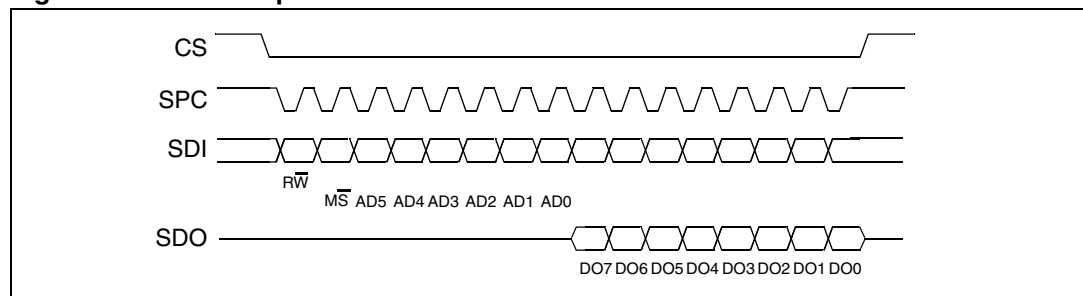 CS
SPC
SDI
RW̅
MS̅ AD5 AD4 AD3 AD2 AD1 AD0
SDO
DO7 DO6 DO5 DO4 DO3 DO2 DO1 DO0